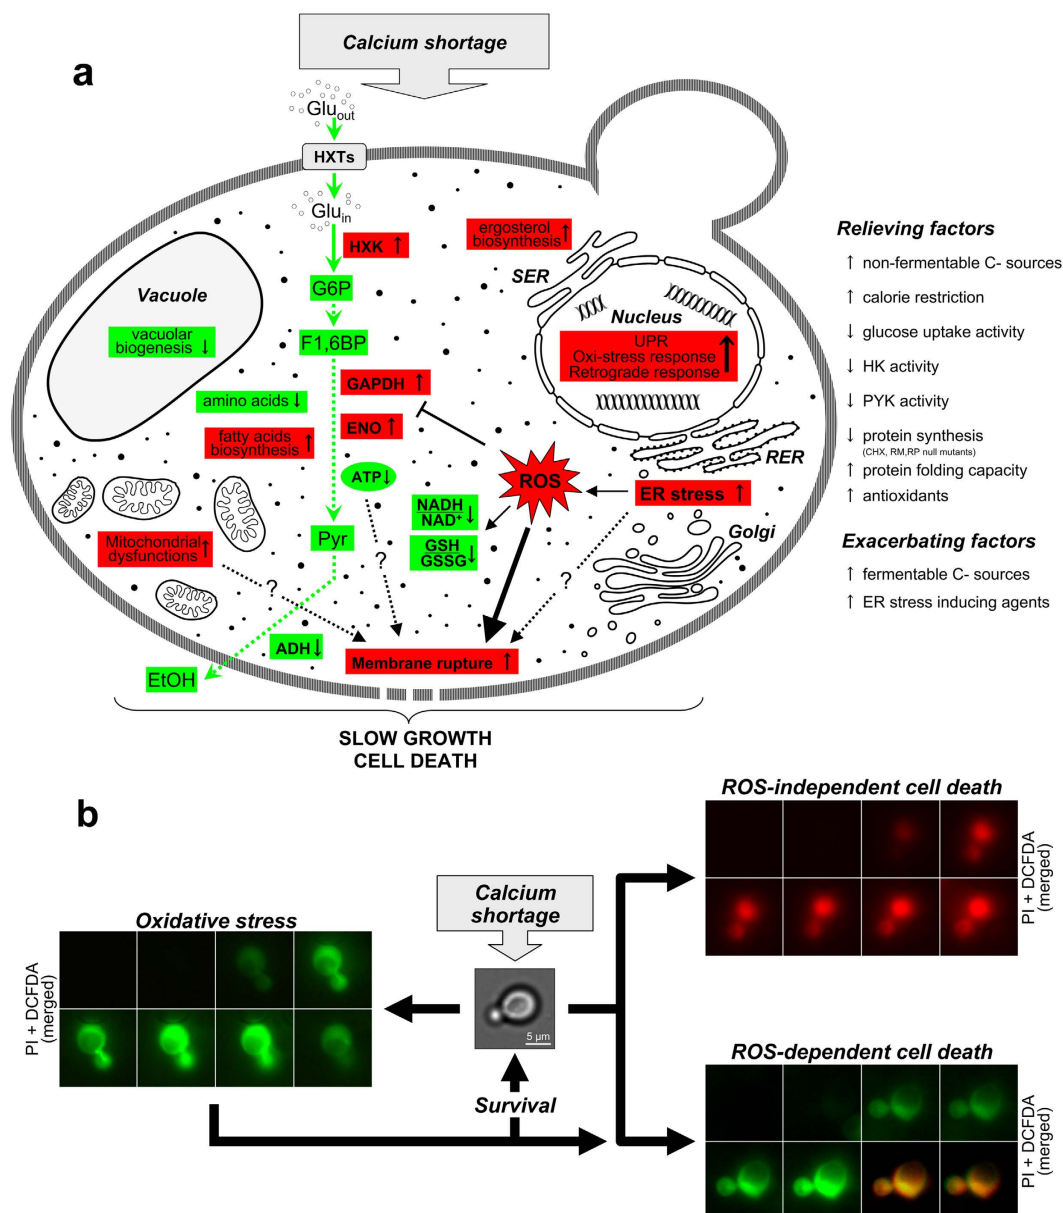 Calcium shortage
a
Glu_out
HXTs
Glu_in
HXK ↑
ergosterol
biosynthesis ↑
SER
Vacuole
vacuolar
biogenesis ↓
G6P
F1,6BP
Nucleus
UPR
Oxi-stress response
Retrograde response ↑
GAPDH ↑
amino acids ↓
fatty acids
biosynthesis ↑
ENO ↑
ATP ↓
ROS
RER
ER stress ↑
NADH
NAD⁺ ↓
GSH
GSSG ↓
Golgi
Mitochondrial
dysfunctions ↑
Pyr
?
?
?
ADH ↓
Membrane rupture ↑
EtOH
SLOW GROWTH
CELL DEATH
Relieving factors
↑ non-fermentable C- sources
↑ calorie restriction
↓ glucose uptake activity
↓ HK activity
↓ PYK activity
↓ protein synthesis
(CHX, RM,RP null mutants)
↑ protein folding capacity
↑ antioxidants
Exacerbating factors
↑ fermentable C- sources
↑ ER stress inducing agents
b
ROS-independent cell death
PI + DCFDA
(merged)
Calcium
shortage
Oxidative stress
PI + DCFDA
(merged)
5 µm
Survival
ROS-dependent cell death
PI + DCFDA
(merged)